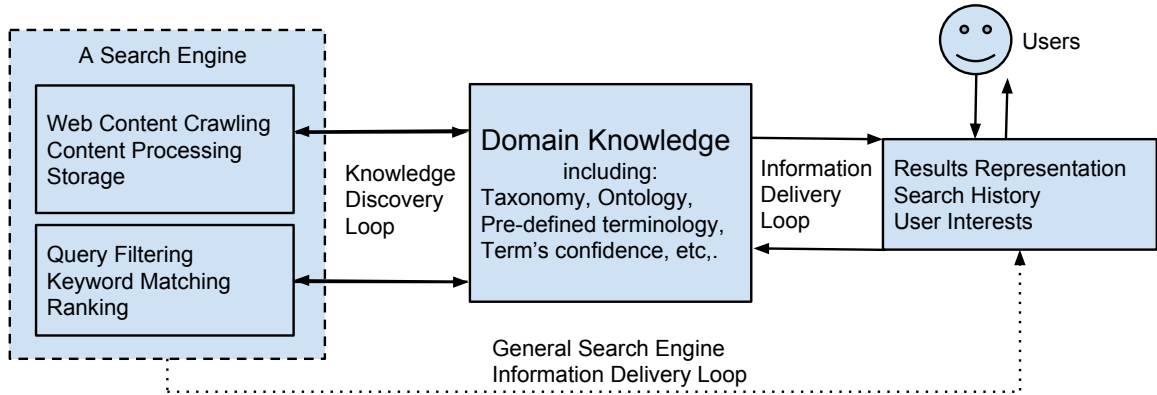 A Search Engine
Web Content Crawling
Content Processing
Storage
Query Filtering
Keyword Matching
Ranking
Knowledge
Discovery
Loop
Domain Knowledge
including:
Taxonomy, Ontology,
Pre-defined terminology,
Term's confidence, etc,.
Information
Delivery
Loop
Users
Results Representation
Search History
User Interests
General Search Engine
Information Delivery Loop